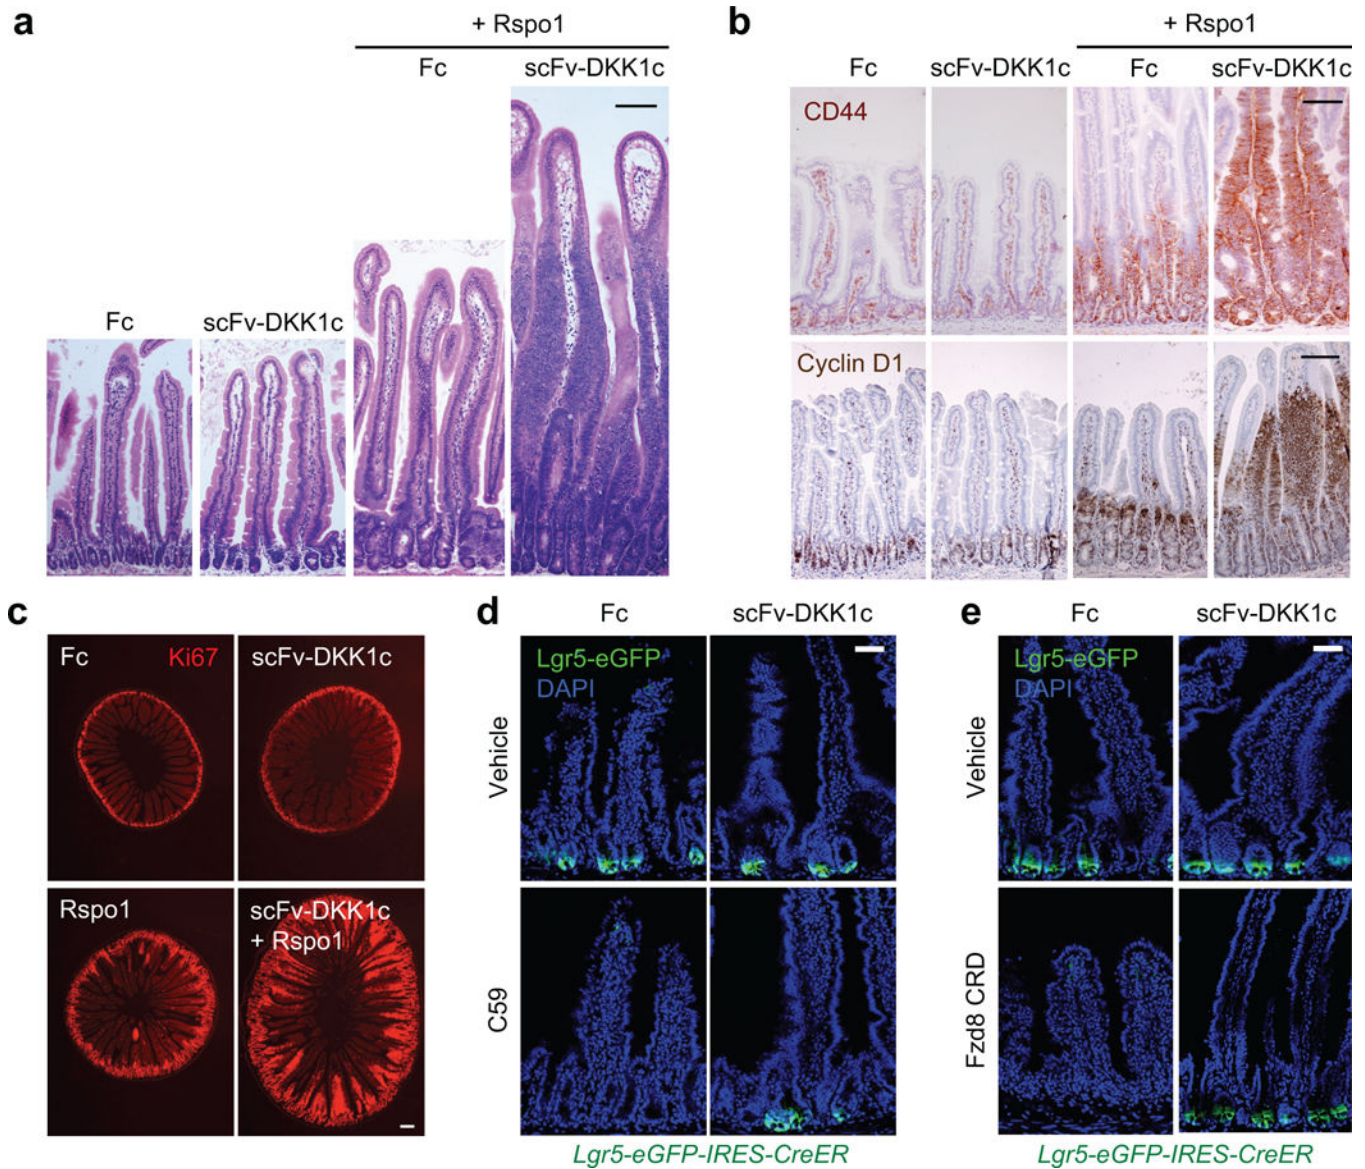 a
+ Rspo1
Fc
scFv-DKK1c
Fc
scFv-DKK1c
b
+ Rspo1
Fc
scFv-DKK1c
Fc
scFv-DKK1c
CD44
Cyclin D1
c
Fc
Ki67
scFv-DKK1c
Rspo1
scFv-DKK1c
+ Rspo1
d
Fc
scFv-DKK1c
Lgr5-eGFP
DAPI
Vehicle
C59
Lgr5-eGFP-IRES-CreER
e
Fc
scFv-DKK1c
Lgr5-eGFP
DAPI
Vehicle
Fzd8 CRD
Lgr5-eGFP-IRES-CreER